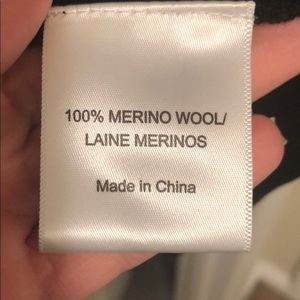 100% MERINO WOOL/
LAINE MERINOS
Made in China